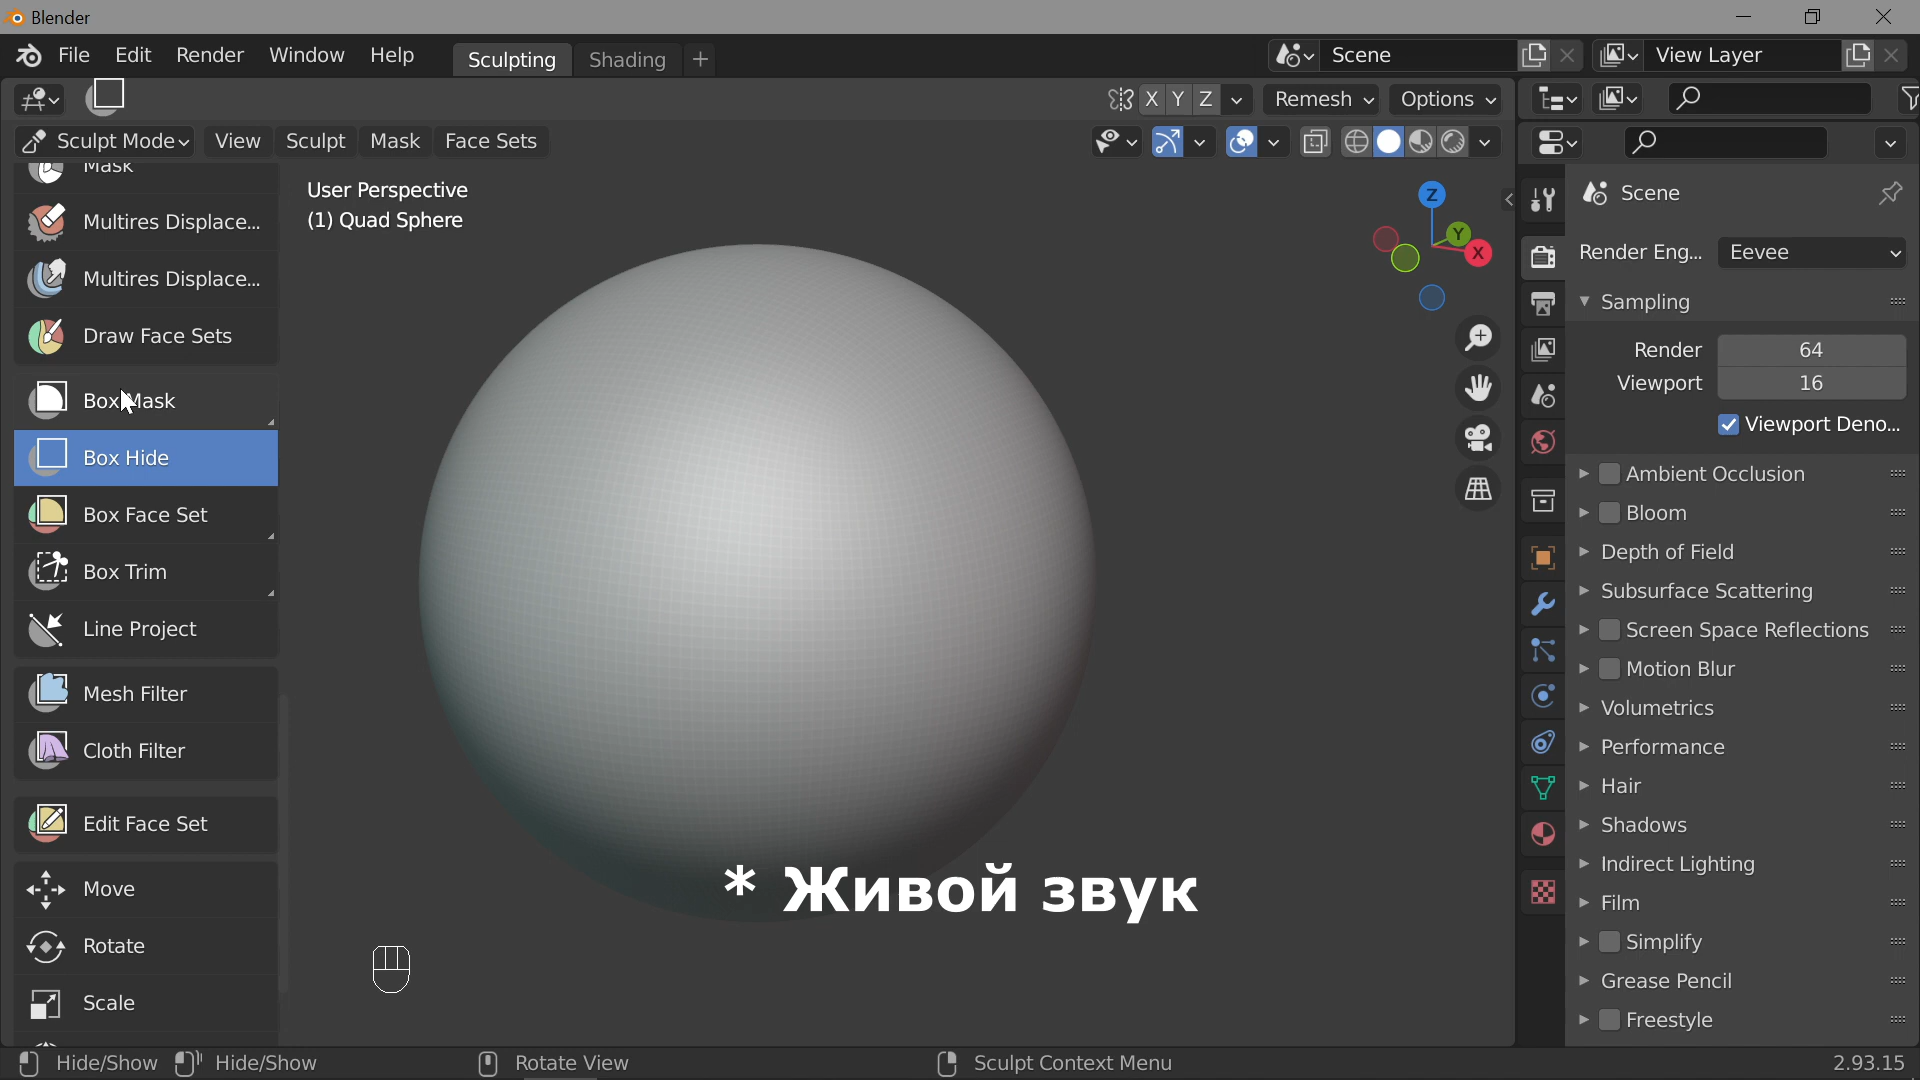 Blender
File Edit Render Window Help Sculpting Shading + Scene View Layer
X Y Z Remesh Options
Sculpt Mode View Sculpt Mask Face Sets
Mask
Multires Displace...
Multires Displace...
Draw Face Sets
Box Mask
Box Hide
Box Face Set
Box Trim
Line Project
Mesh Filter
Cloth Filter
Edit Face Set
Move
Rotate
Scale
User Perspective
(1) Quad Sphere
Z
Y
X
* Живой звук
Scene
Render Eng... Eevee
Sampling
Render 64
Viewport 16
Viewport Deno...
Ambient Occlusion
Bloom
Depth of Field
Subsurface Scattering
Screen Space Reflections
Motion Blur
Volumetrics
Performance
Hair
Shadows
Indirect Lighting
Film
Simplify
Grease Pencil
Freestyle
Hide/Show Hide/Show Rotate View Sculpt Context Menu 2.93.15